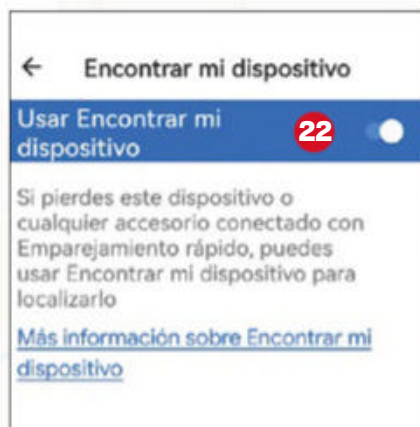 ← Encontrar mi dispositivo
Usar Encontrar mi
dispositivo
22
Si pierdes este dispositivo o
cualquier accesorio conectado con
Emparejamiento rápido, puedes
usar Encontrar mi dispositivo para
localizarlo
Más información sobre Encontrar mi
dispositivo